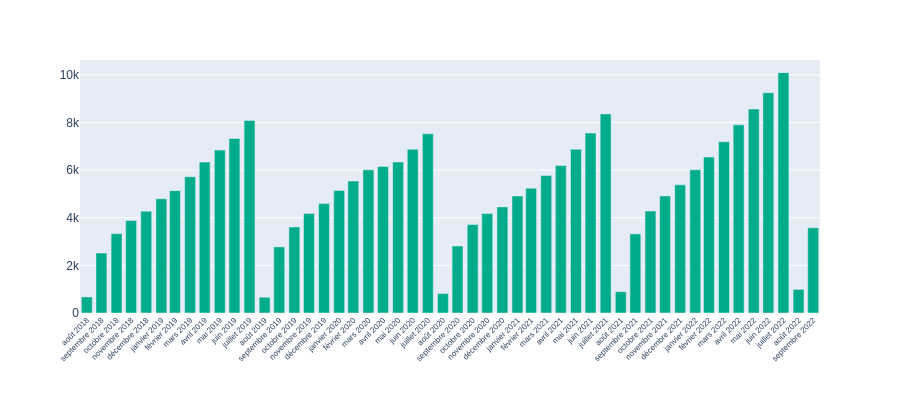 10k
8k
6k
4k
2k
0
août 2018
septembre 2018
octobre 2018
novembre 2018
décembre 2018
janvier 2019
février 2019
mars 2019
avril 2019
mai 2019
juin 2019
juillet 2019
août 2019
septembre 2019
octobre 2019
novembre 2019
décembre 2019
janvier 2020
février 2020
mars 2020
avril 2020
mai 2020
juin 2020
juillet 2020
août 2020
septembre 2020
octobre 2020
novembre 2020
décembre 2020
janvier 2021
février 2021
mars 2021
avril 2021
mai 2021
juin 2021
juillet 2021
août 2021
septembre 2021
octobre 2021
novembre 2021
décembre 2021
janvier 2022
février 2022
mars 2022
avril 2022
mai 2022
juin 2022
juillet 2022
août 2022
septembre 2022